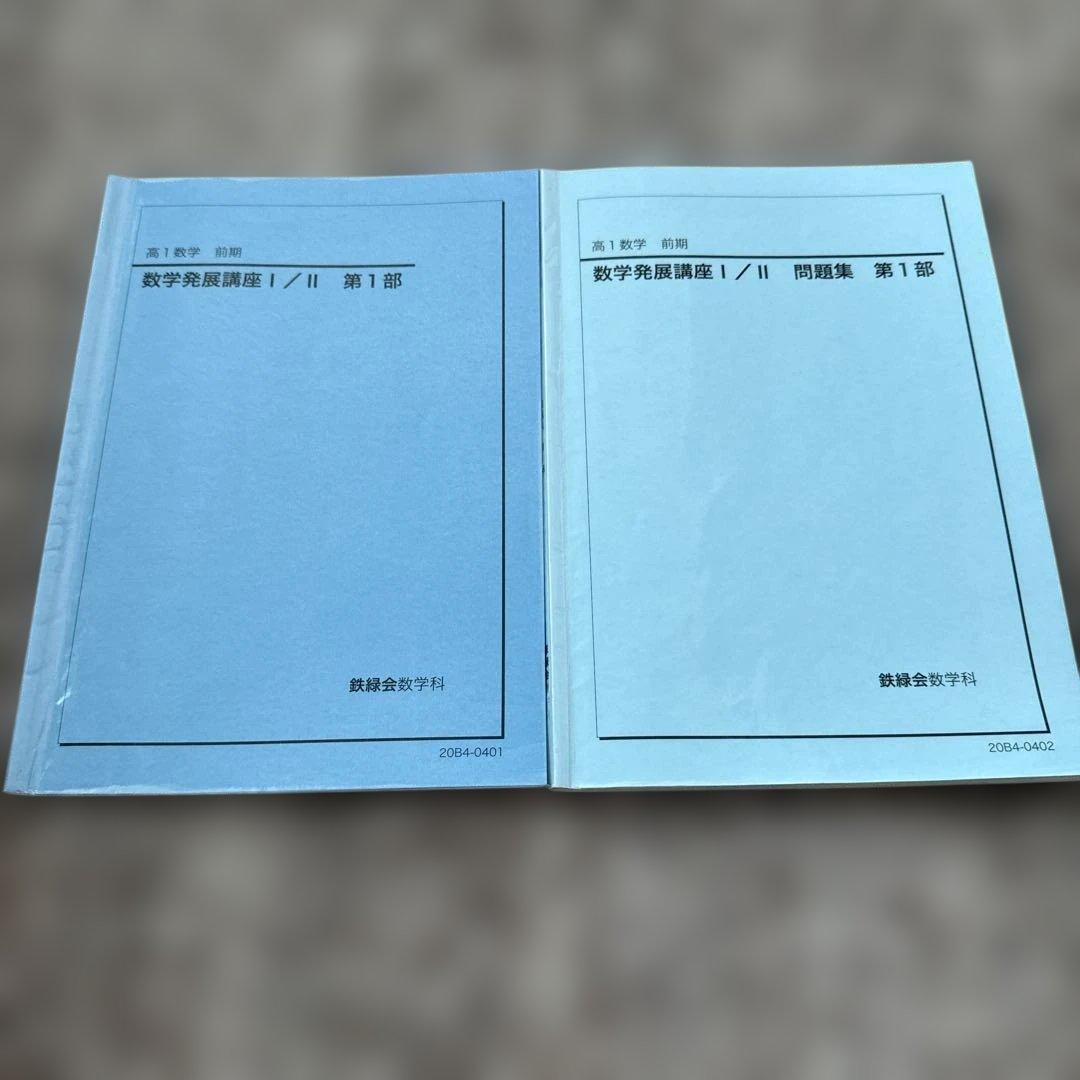 高1数学　前期
数学発展講座Ⅰ／Ⅱ　第1部
鉄緑会数学科
20B4-0401
高1数学　前期
数学発展講座Ⅰ／Ⅱ　問題集　第1部
鉄緑会数学科
20B4-0402